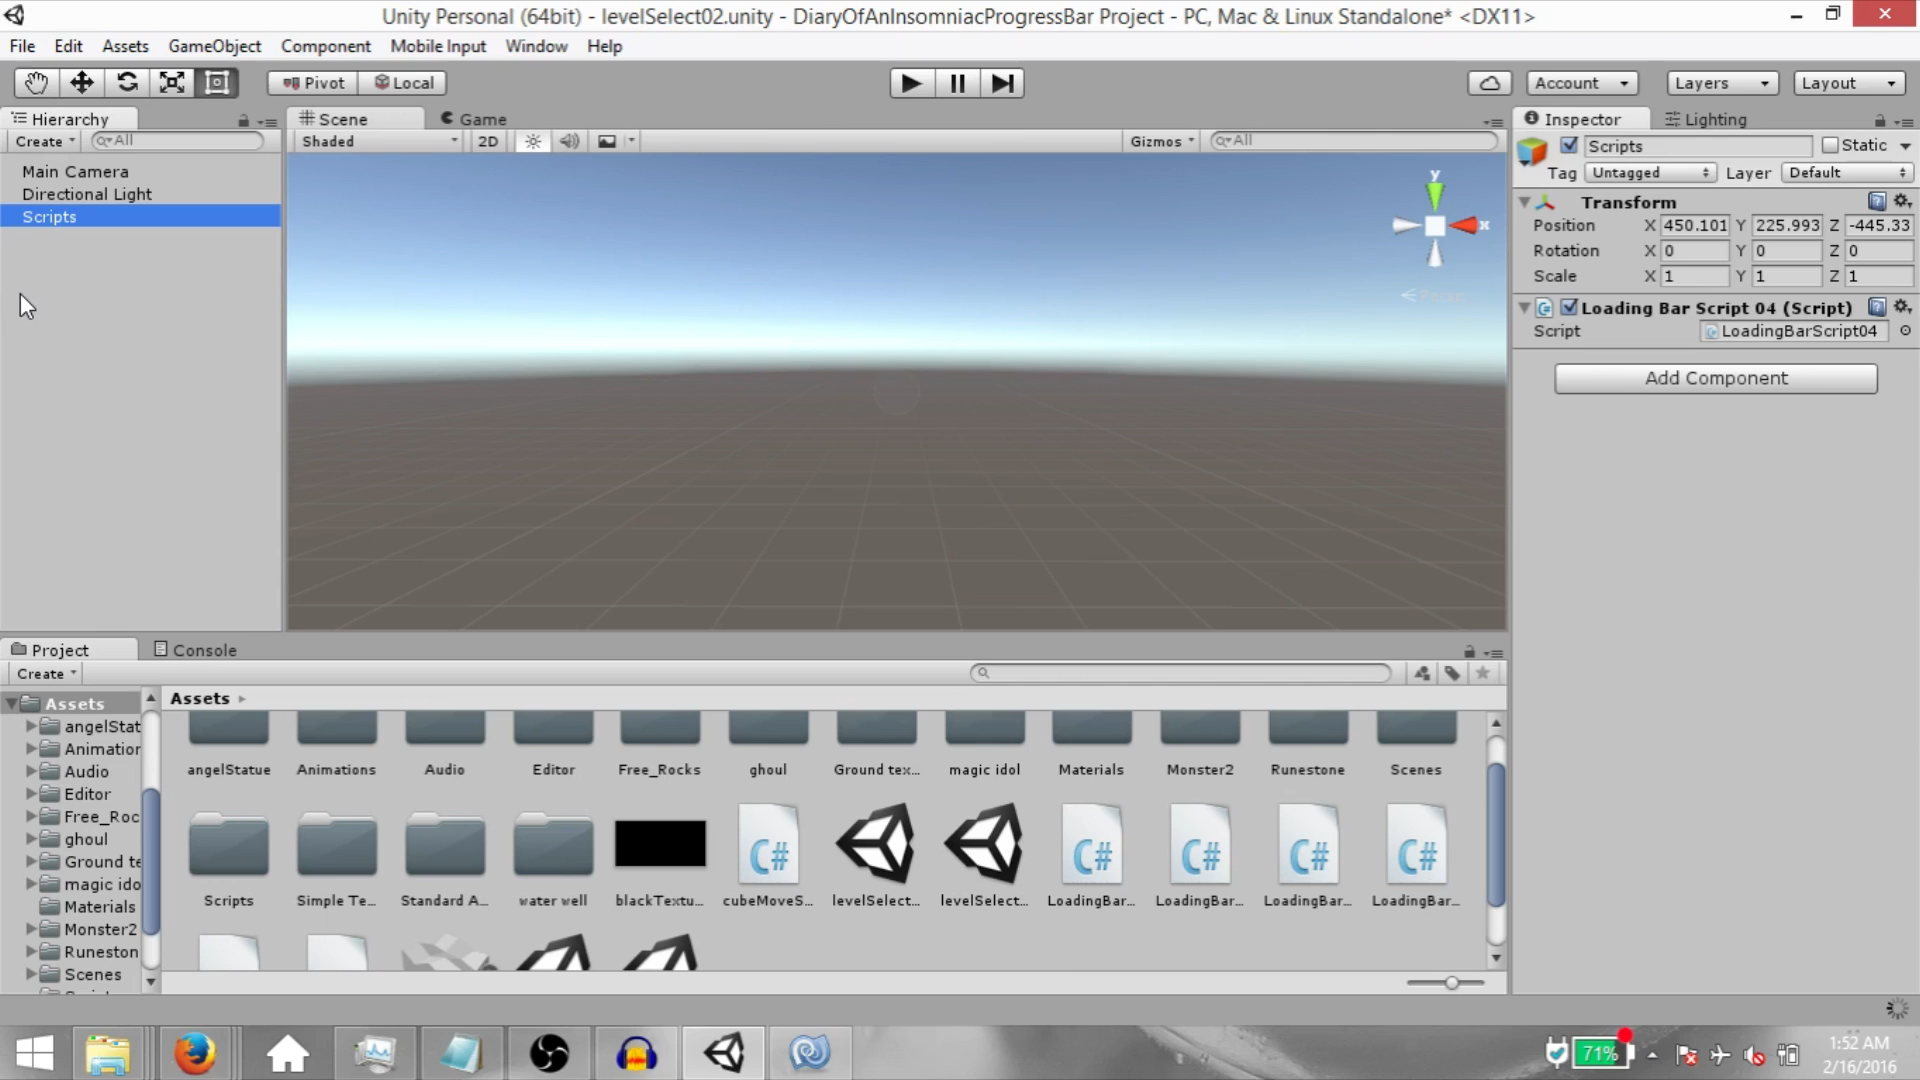 Unity Personal (64bit) - levelSelect02.unity - DiaryOfAnInsomniacProgressBar Project - PC, Mac & Linux Standalone* <DX11>
File Edit Assets GameObject Component Mobile Input Window Help
Pivot Local Account Layers Layout
Hierarchy
Create All
Main Camera
Directional Light
Scripts
Scene Game
Shaded 2D Gizmos All
y
x
Inspector Lighting
Scripts Static
Tag Untagged Layer Default
Transform
Position X 450.101 Y 225.993 Z -445.33
Rotation X 0 Y 0 Z 0
Scale X 1 Y 1 Z 1
Loading Bar Script 04 (Script)
Script LoadingBarScript04
Add Component
Project Console
Create
Assets
angelStat
Animation
Audio
Editor
Free_Roc
ghoul
Ground te
magic ido
Materials
Monster2
Runeston
Scenes
Assets
angelStatue Animations Audio Editor Free_Rocks ghoul Ground tex... magic idol Materials Monster2 Runestone Scenes
C# C# C# C# C#
Scripts Simple Te... Standard A... water well blackTextu... cubeMoveS... levelSelect... levelSelect... LoadingBar... LoadingBar... LoadingBar... LoadingBar...
71%
1:52 AM
2/16/2016